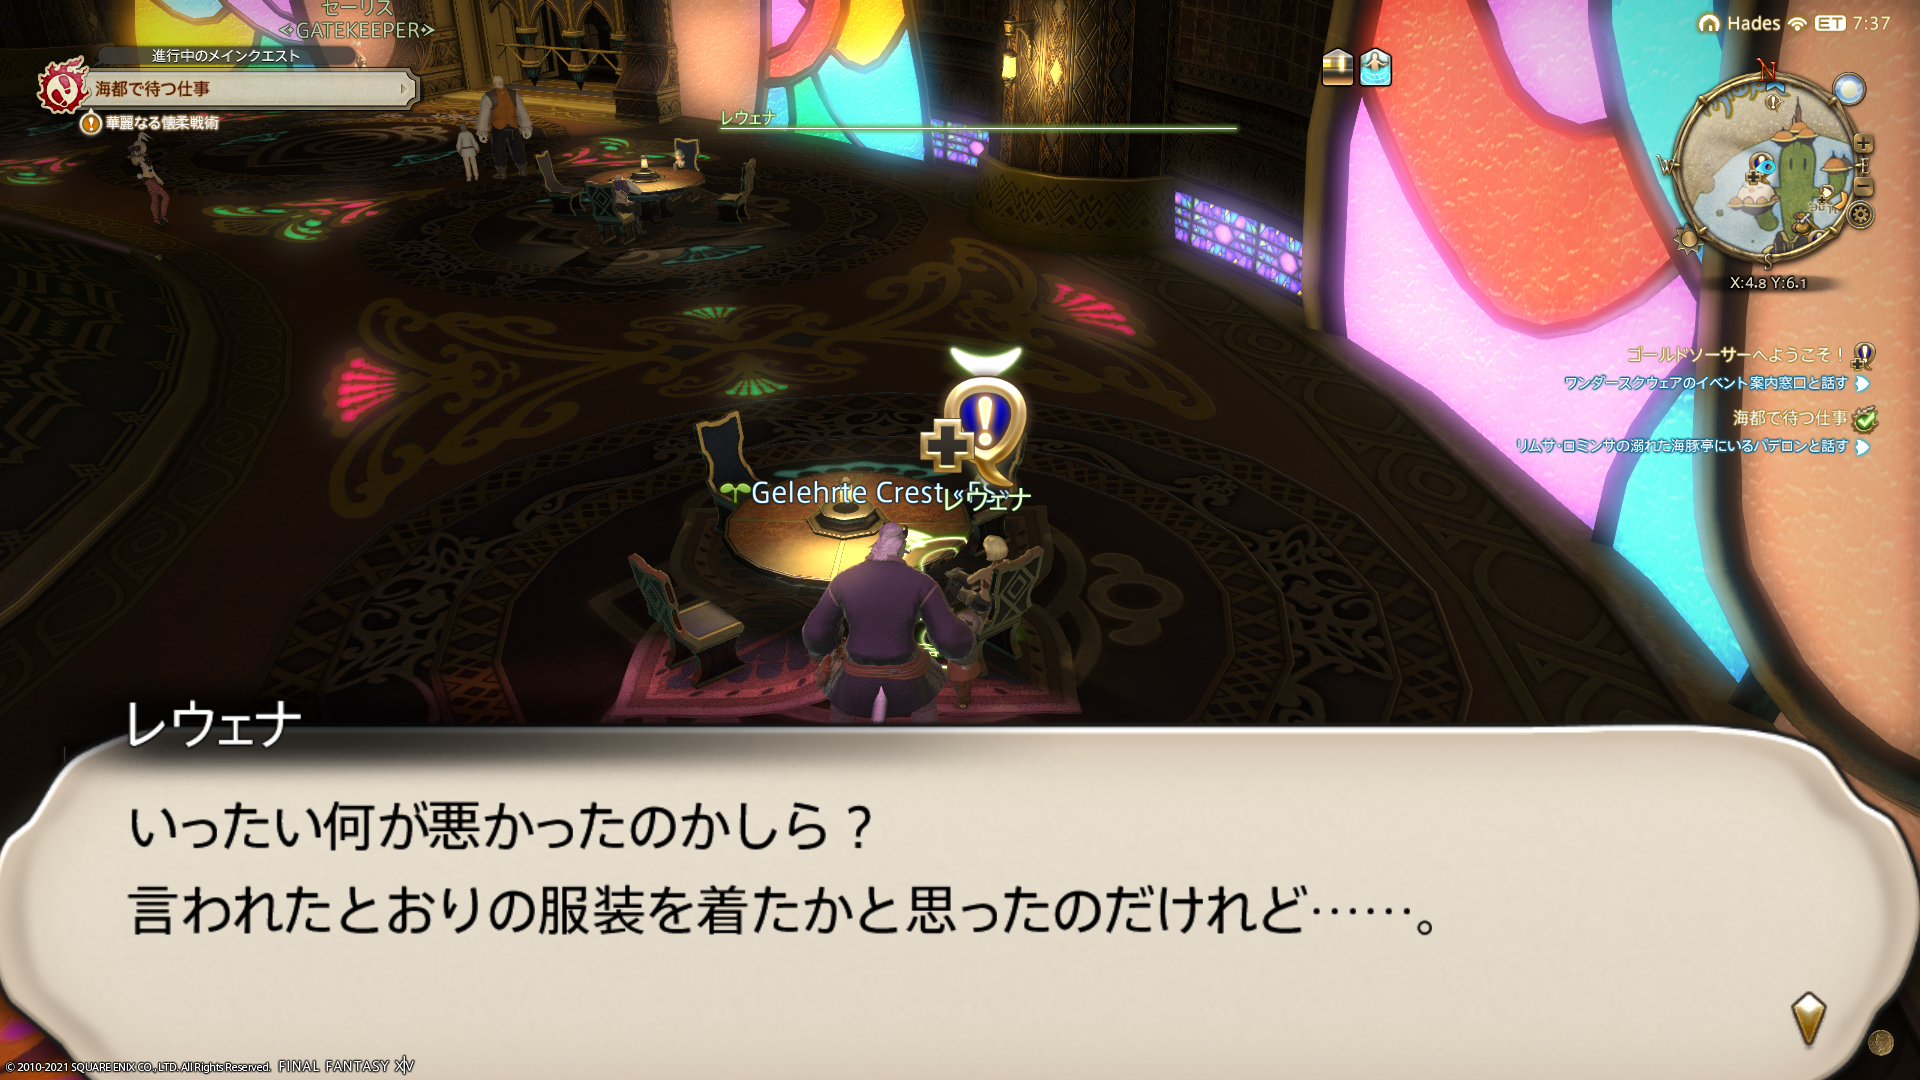 セーリス
<GATEKEEPER>
進行中のメインクエスト
海都で待つ仕事
華麗なる懐柔戦術
レウェナ
Hades ET 7:37
N
W
E
S
X:4.8 Y:6.1
ゴールドソーサーへようこそ！
ワンダースクウェアのイベント案内窓口と話す
海都で待つ仕事
リムサ・ロミンサの溺れた海豚亭にいるバデロンと話す
Gelehrte Crest
レウェナ
レウェナ
いったい何が悪かったのかしら？
言われたとおりの服装を着たかと思ったのだけれど……。
© 2010-2021 SQUARE ENIX CO., LTD. All Rights Reserved. FINAL FANTASY XIV